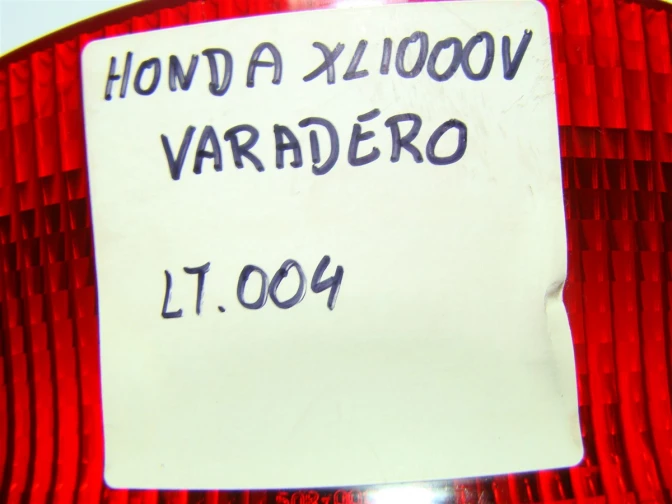 HONDA XL1000V
VARADERO
LT.004